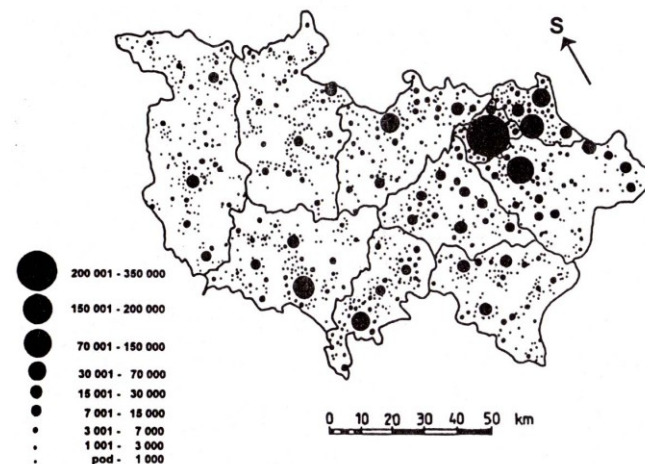 S
200 001 - 350 000
150 001 - 200 000
70 001 - 150 000
30 001 - 70 000
15 001 - 30 000
7 001 - 15 000
3 001 - 7 000
1 001 - 3 000
pod - 1 000
0 10 20 30 40 50 km